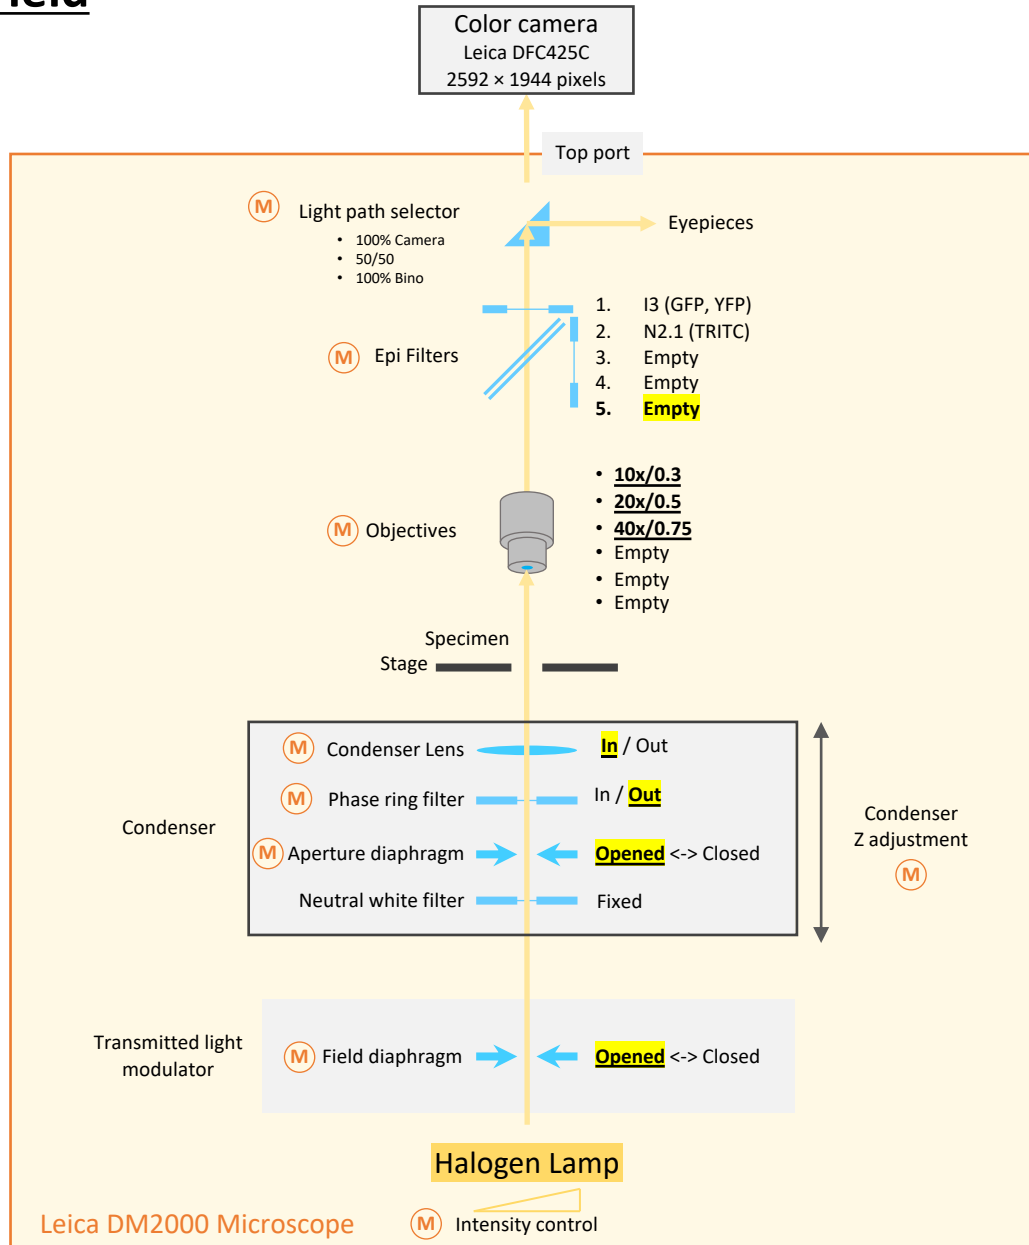 Color camera
Leica DFC425C
2592 × 1944 pixels
Top port
M Light path selector
• 100% Camera
• 50/50
• 100% Bino
Eyepieces
M Epi Filters
1. I3 (GFP, YFP)
2. N2.1 (TRITC)
3. Empty
4. Empty
5. Empty
M Objectives
• 10x/0.3
• 20x/0.5
• 40x/0.75
• Empty
• Empty
• Empty
Specimen
Stage
Condenser
M Condenser Lens In / Out
M Phase ring filter In / Out
M Aperture diaphragm Opened <-> Closed
Neutral white filter Fixed
Condenser
Z adjustment
M
Transmitted light
modulator
M Field diaphragm Opened <-> Closed
Halogen Lamp
M Intensity control
Leica DM2000 Microscope